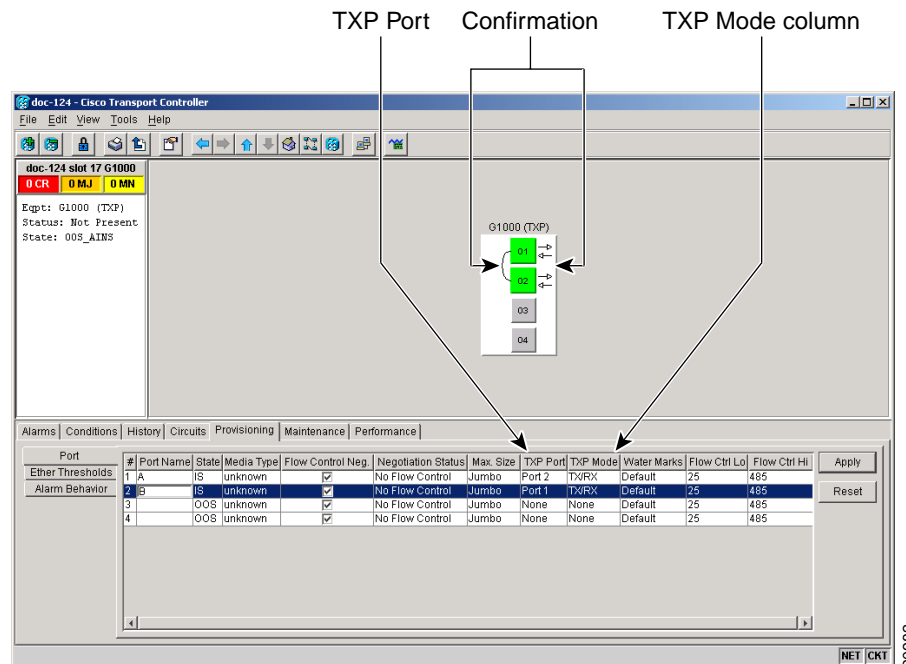 TXP Port Confirmation TXP Mode column
doc-124 - Cisco Transport Controller
File Edit View Tools Help
doc-124 slot 17 G1000
0 CR 0 MJ 0 MN
Eqpt: G1000 (TXP)
Status: Not Present
State: OOS_AINS
G1000 (TXP)
01
02
03
04
Alarms Conditions History Circuits Provisioning Maintenance Performance
Port
Ether Thresholds
Alarm Behavior
# Port Name State Media Type Flow Control Neg. Negotiation Status Max. Size TXP Port TXP Mode Water Marks Flow Ctrl Lo Flow Ctrl Hi
1 A IS unknown No Flow Control Jumbo Port 2 TX/RX Default 25 485
2 B IS unknown No Flow Control Jumbo Port 1 TX/RX Default 25 485
3 OOS unknown No Flow Control Jumbo None None Default 25 485
4 OOS unknown No Flow Control Jumbo None None Default 25 485
Apply
Reset
NET CKT